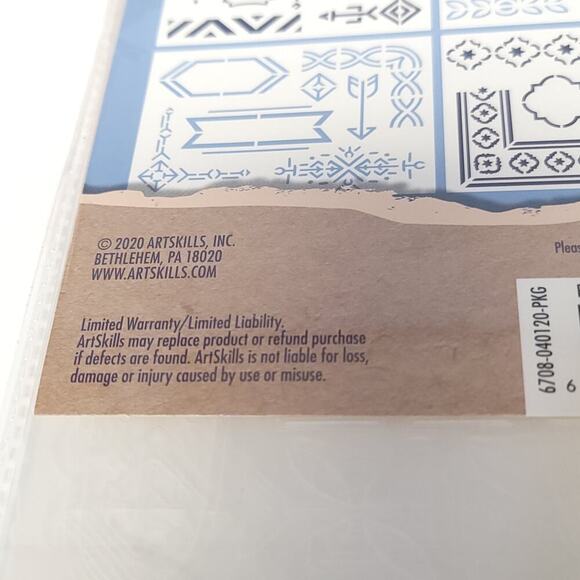 © 2020 ARTSKILLS, INC.
BETHLEHEM, PA 18020
WWW.ARTSKILLS.COM
Limited Warranty/Limited Liability.
ArtSkills may replace product or refund purchase
if defects are found. ArtSkills is not liable for loss,
damage or injury caused by use or misuse.
6708-040120-PKG
6